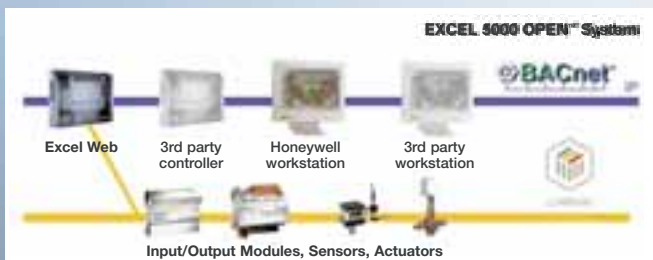 EXCEL 5000 OPEN™ System
BACnet™
Excel Web
3rd party
controller
Honeywell
workstation
3rd party
workstation
Input/Output Modules, Sensors, Actuators